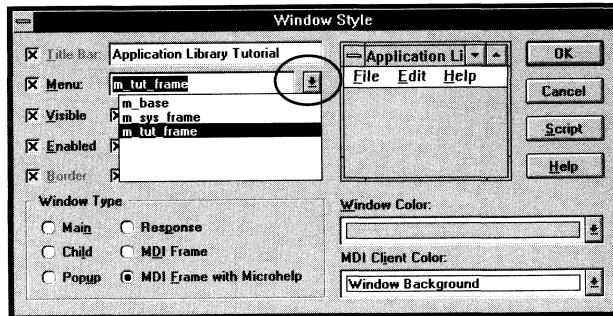 Window Style
Title Bar: Application Library Tutorial
Menu: m_tut_frame
m_base
m_sys_frame
m_tut_frame
Visible
Enabled
Border
Application Li
File Edit Help
OK
Cancel
Script
Help
Window Type
Main Response
Child MDI Frame
Popup MDI Frame with Microhelp
Window Color:
MDI Client Color:
Window Background